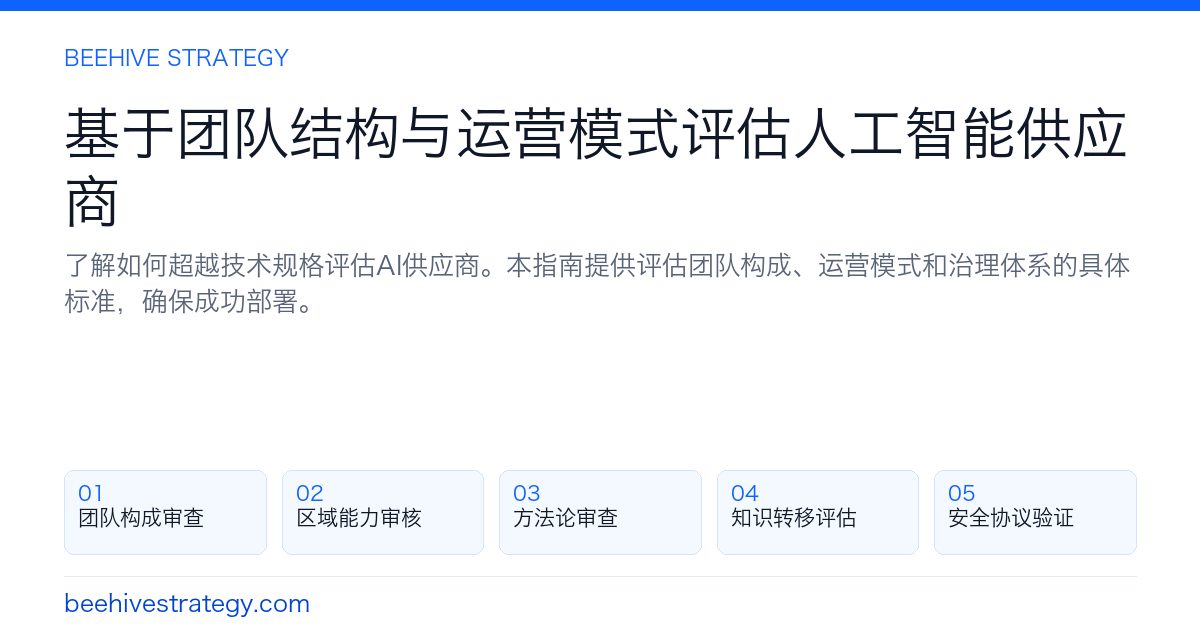 BEEHIVE STRATEGY
基于团队结构与运营模式评估人工智能供应
商
了解如何超越技术规格评估AI供应商。本指南提供评估团队构成、运营模式和治理体系的具体
标准，确保成功部署。
01
团队构成审查
02
区域能力审核
03
方法论审查
04
知识转移评估
05
安全协议验证
beehivestrategy.com